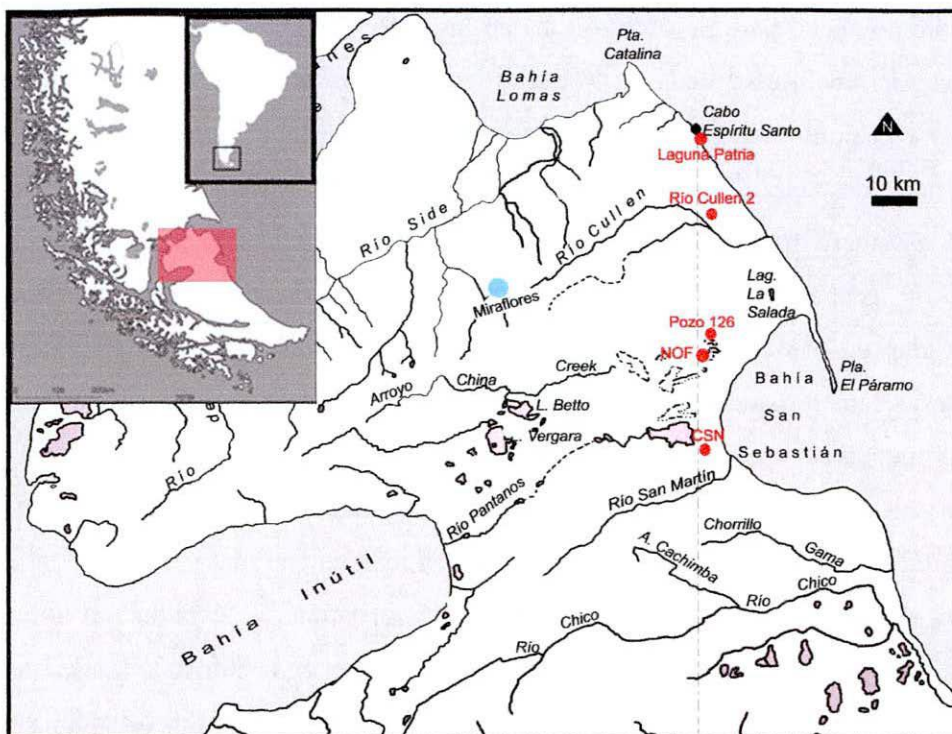 Pta.
Catalina
Bahía
Lomas
Cabo
Espíritu Santo
N
Laguna Patria
10 km
Río Cullen 2
Río Side
Río Cullen
Lag.
La
Salada
Miraflores
Pozo 126
NOF
Bahía
San
Sebastián
Pta.
El Páramo
Arroyo China Creek
L. Betto
L. Vergara
CSN
Río
Río Pantanos
Río San Martín
Chorrillo
Gama
A. Cachimba
Bahía Inútil
Río Chico
Río Chico